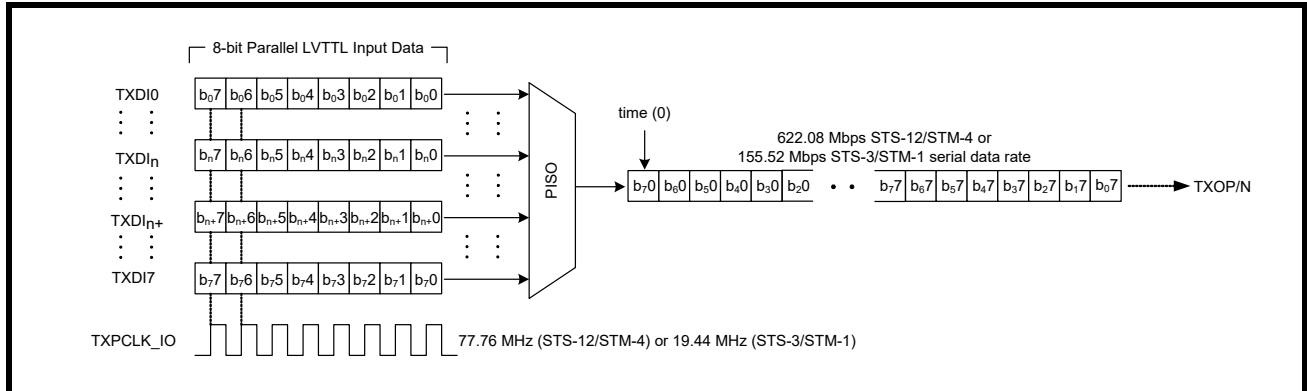 8-bit Parallel LVTTL Input Data
TXDI0 b₀7 b₀6 b₀5 b₀4 b₀3 b₀2 b₀1 b₀0
TXDIₙ bₙ7 bₙ6 bₙ5 bₙ4 bₙ3 bₙ2 bₙ1 bₙ0
TXDIₙ₊ bₙ₊7 bₙ₊6 bₙ₊5 bₙ₊4 bₙ₊3 bₙ₊2 bₙ₊1 bₙ₊0
TXDI7 b₇7 b₇6 b₇5 b₇4 b₇3 b₇2 b₇1 b₇0
TXPCLK_IO 77.76 MHz (STS-12/STM-4) or 19.44 MHz (STS-3/STM-1)
PISO
time (0)
622.08 Mbps STS-12/STM-4 or
155.52 Mbps STS-3/STM-1 serial data rate
b₇0 b₆0 b₅0 b₄0 b₃0 b₂0 b₇7 b₆7 b₅7 b₄7 b₃7 b₂7 b₁7 b₀7 TXOP/N